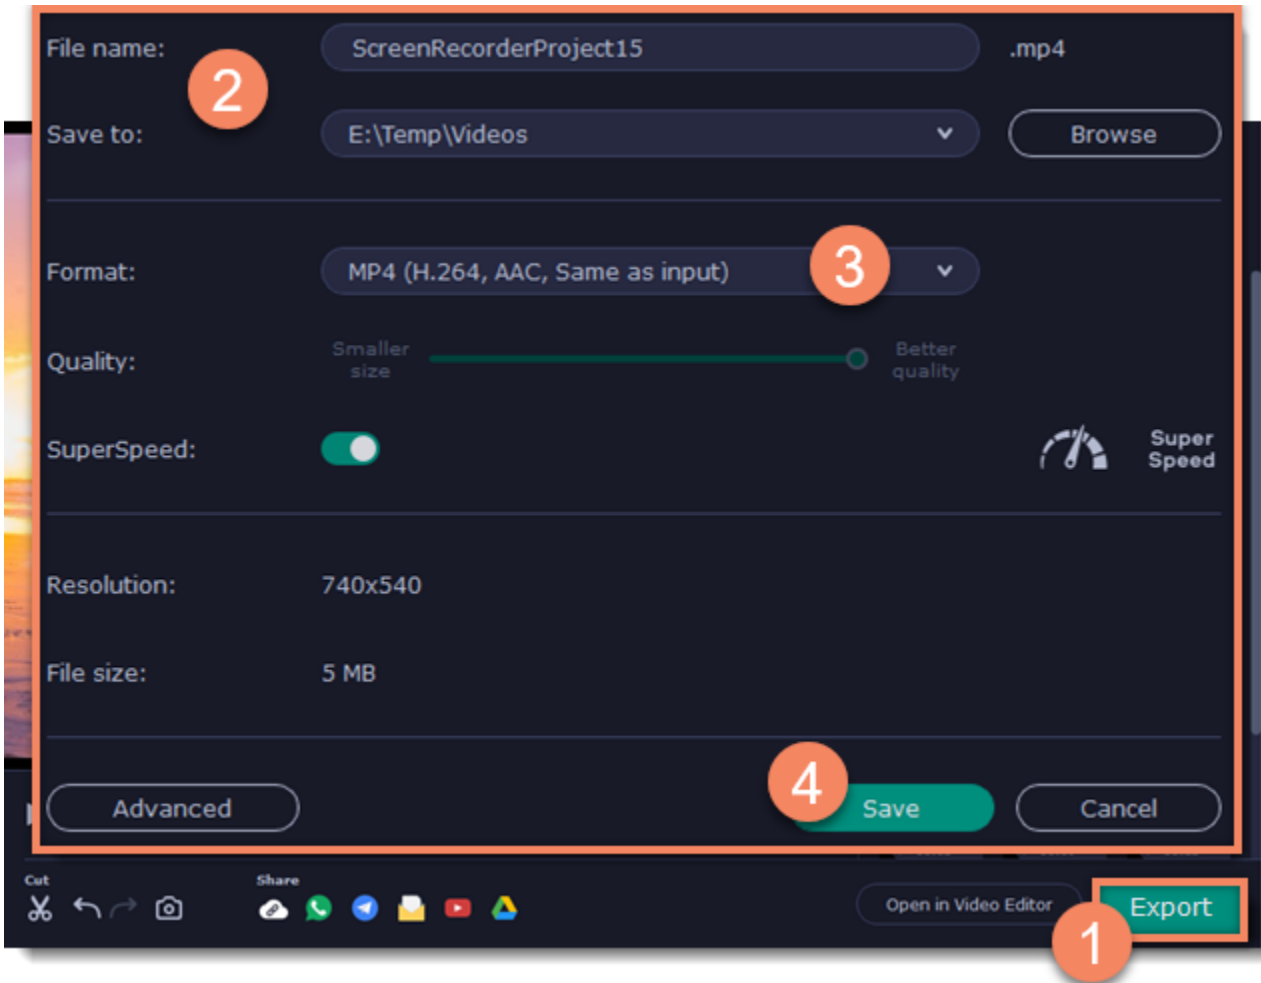 File name: ScreenRecorderProject15 .mp4
2
Save to: E:\Temp\Videos Browse
Format: MP4 (H.264, AAC, Same as input) 3
Quality: Smaller size Better quality
SuperSpeed: Super Speed
Resolution: 740x540
File size: 5 MB
4
Advanced Save Cancel
Cut Share
Open in Video Editor Export
1